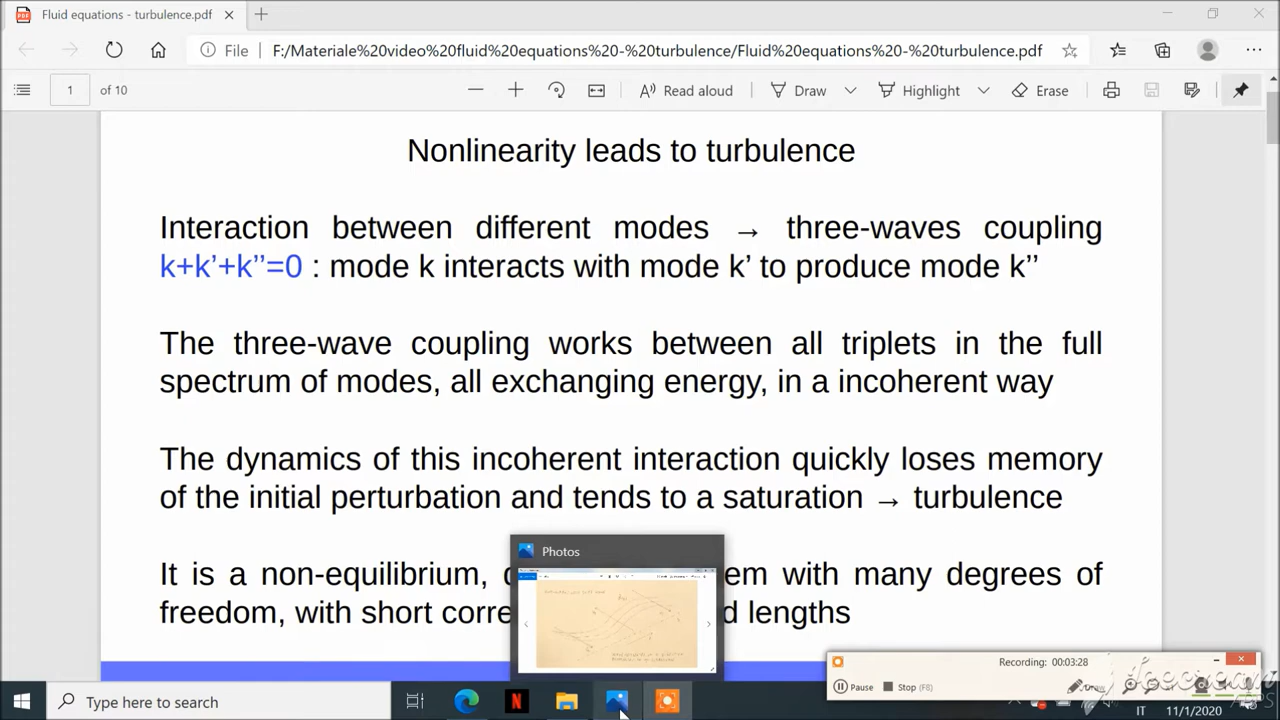 Fluid equations - turbulence.pdf
File
F:/Materiale%20video%20fluid%20equations%20-%20turbulence/Fluid%20equations%20-%20turbulence.pdf
1 of 10
Read aloud
Draw
Highlight
Erase
Nonlinearity leads to turbulence
Interaction between different modes → three-waves coupling
k+k’+k’’=0 : mode k interacts with mode k’ to produce mode k’’
The three-wave coupling works between all triplets in the full
spectrum of modes, all exchanging energy, in a incoherent way
The dynamics of this incoherent interaction quickly loses memory
of the initial perturbation and tends to a saturation → turbulence
It is a non-equilibrium, em with many degrees of
freedom, with short corre d lengths
Photos
Recording: 00:03:28
Pause
Stop (F8)
Draw
Type here to search
IT
11/1/2020